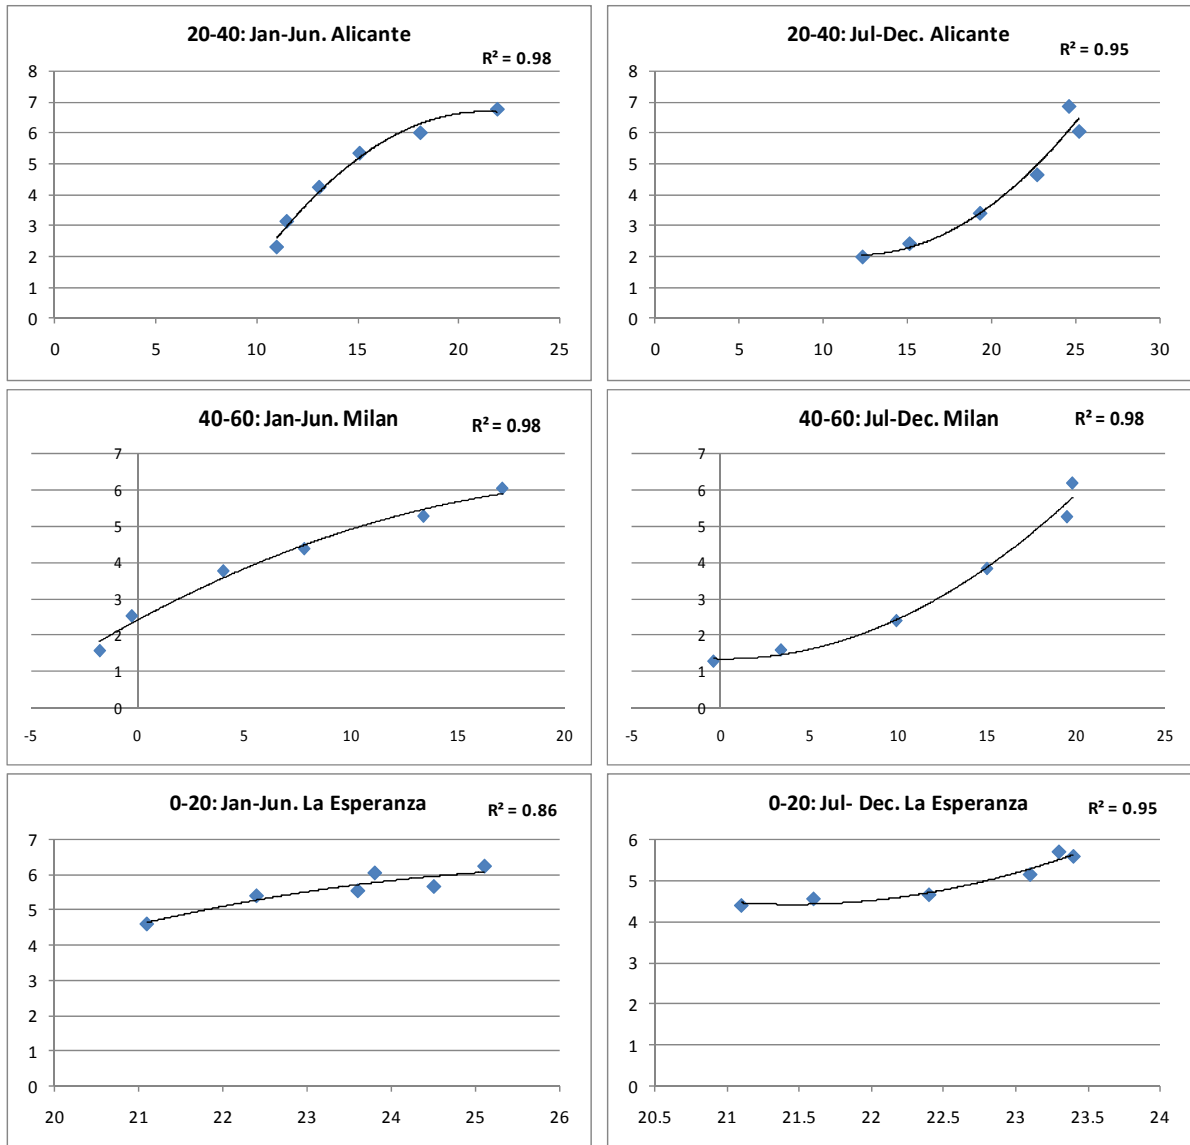 20-40: Jan-Jun. Alicante
R² = 0.98
8
7
6
5
4
3
2
1
0
0 5 10 15 20 25
20-40: Jul-Dec. Alicante
R² = 0.95
8
7
6
5
4
3
2
1
0
0 5 10 15 20 25 30
40-60: Jan-Jun. Milan
R² = 0.98
7
6
5
4
3
2
1
0
-5 0 5 10 15 20
40-60: Jul-Dec. Milan
R² = 0.98
7
6
5
4
3
2
1
0
-5 0 5 10 15 20 25
0-20: Jan-Jun. La Esperanza
R² = 0.86
7
6
5
4
3
2
1
0
20 21 22 23 24 25 26
0-20: Jul- Dec. La Esperanza
R² = 0.95
6
5
4
3
2
1
0
20.5 21 21.5 22 22.5 23 23.5 24